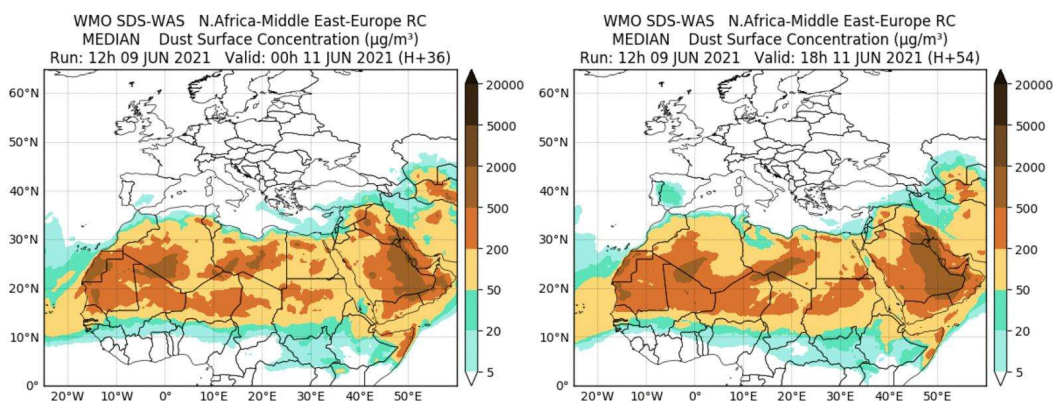 WMO SDS-WAS N.Africa-Middle East-Europe RC
MEDIAN Dust Surface Concentration (µg/m³)
Run: 12h 09 JUN 2021 Valid: 00h 11 JUN 2021 (H+36)
60°N
50°N
40°N
30°N
20°N
10°N
0°
20°W
10°W
0°
10°E
20°E
30°E
40°E
50°E
20000
5000
2000
500
200
50
20
5
WMO SDS-WAS N.Africa-Middle East-Europe RC
MEDIAN Dust Surface Concentration (µg/m³)
Run: 12h 09 JUN 2021 Valid: 18h 11 JUN 2021 (H+54)
60°N
50°N
40°N
30°N
20°N
10°N
0°
20°W
10°W
0°
10°E
20°E
30°E
40°E
50°E
20000
5000
2000
500
200
50
20
5